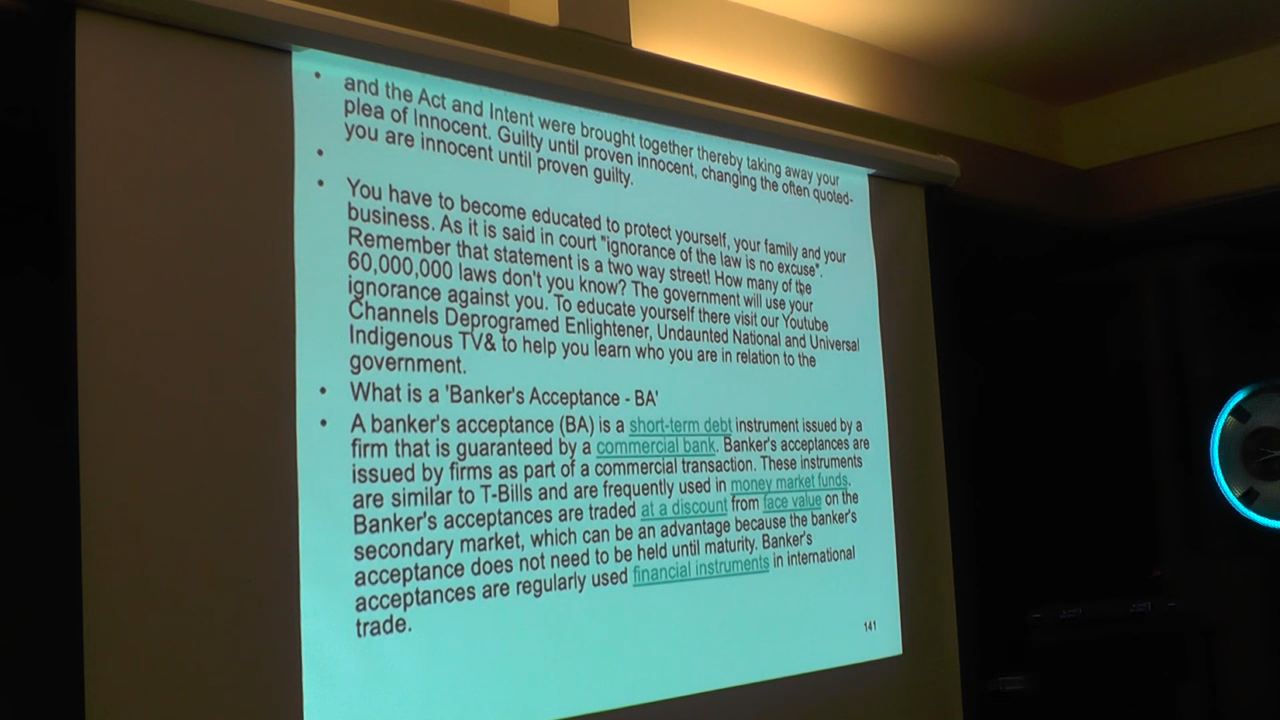 • and the Act and Intent were brought together thereby taking away your
plea of Innocent. Guilty until proven innocent, changing the often quoted-
you are innocent until proven guilty.
•
• You have to become educated to protect yourself, your family and your
business. As it is said in court "ignorance of the law is no excuse".
Remember that statement is a two way street! How many of the
60,000,000 laws don't you know? The government will use your
ignorance against you. To educate yourself there visit our Youtube
Channels Deprogramed Enlightener, Undaunted National and Universal
Indigenous TV& to help you learn who you are in relation to the
government.
• What is a 'Banker's Acceptance - BA'
• A banker's acceptance (BA) is a short-term debt instrument issued by a
firm that is guaranteed by a commercial bank. Banker's acceptances are
issued by firms as part of a commercial transaction. These instruments
are similar to T-Bills and are frequently used in money market funds.
Banker's acceptances are traded at a discount from face value on the
secondary market, which can be an advantage because the banker's
acceptance does not need to be held until maturity. Banker's
acceptances are regularly used financial instruments in international
trade.
141